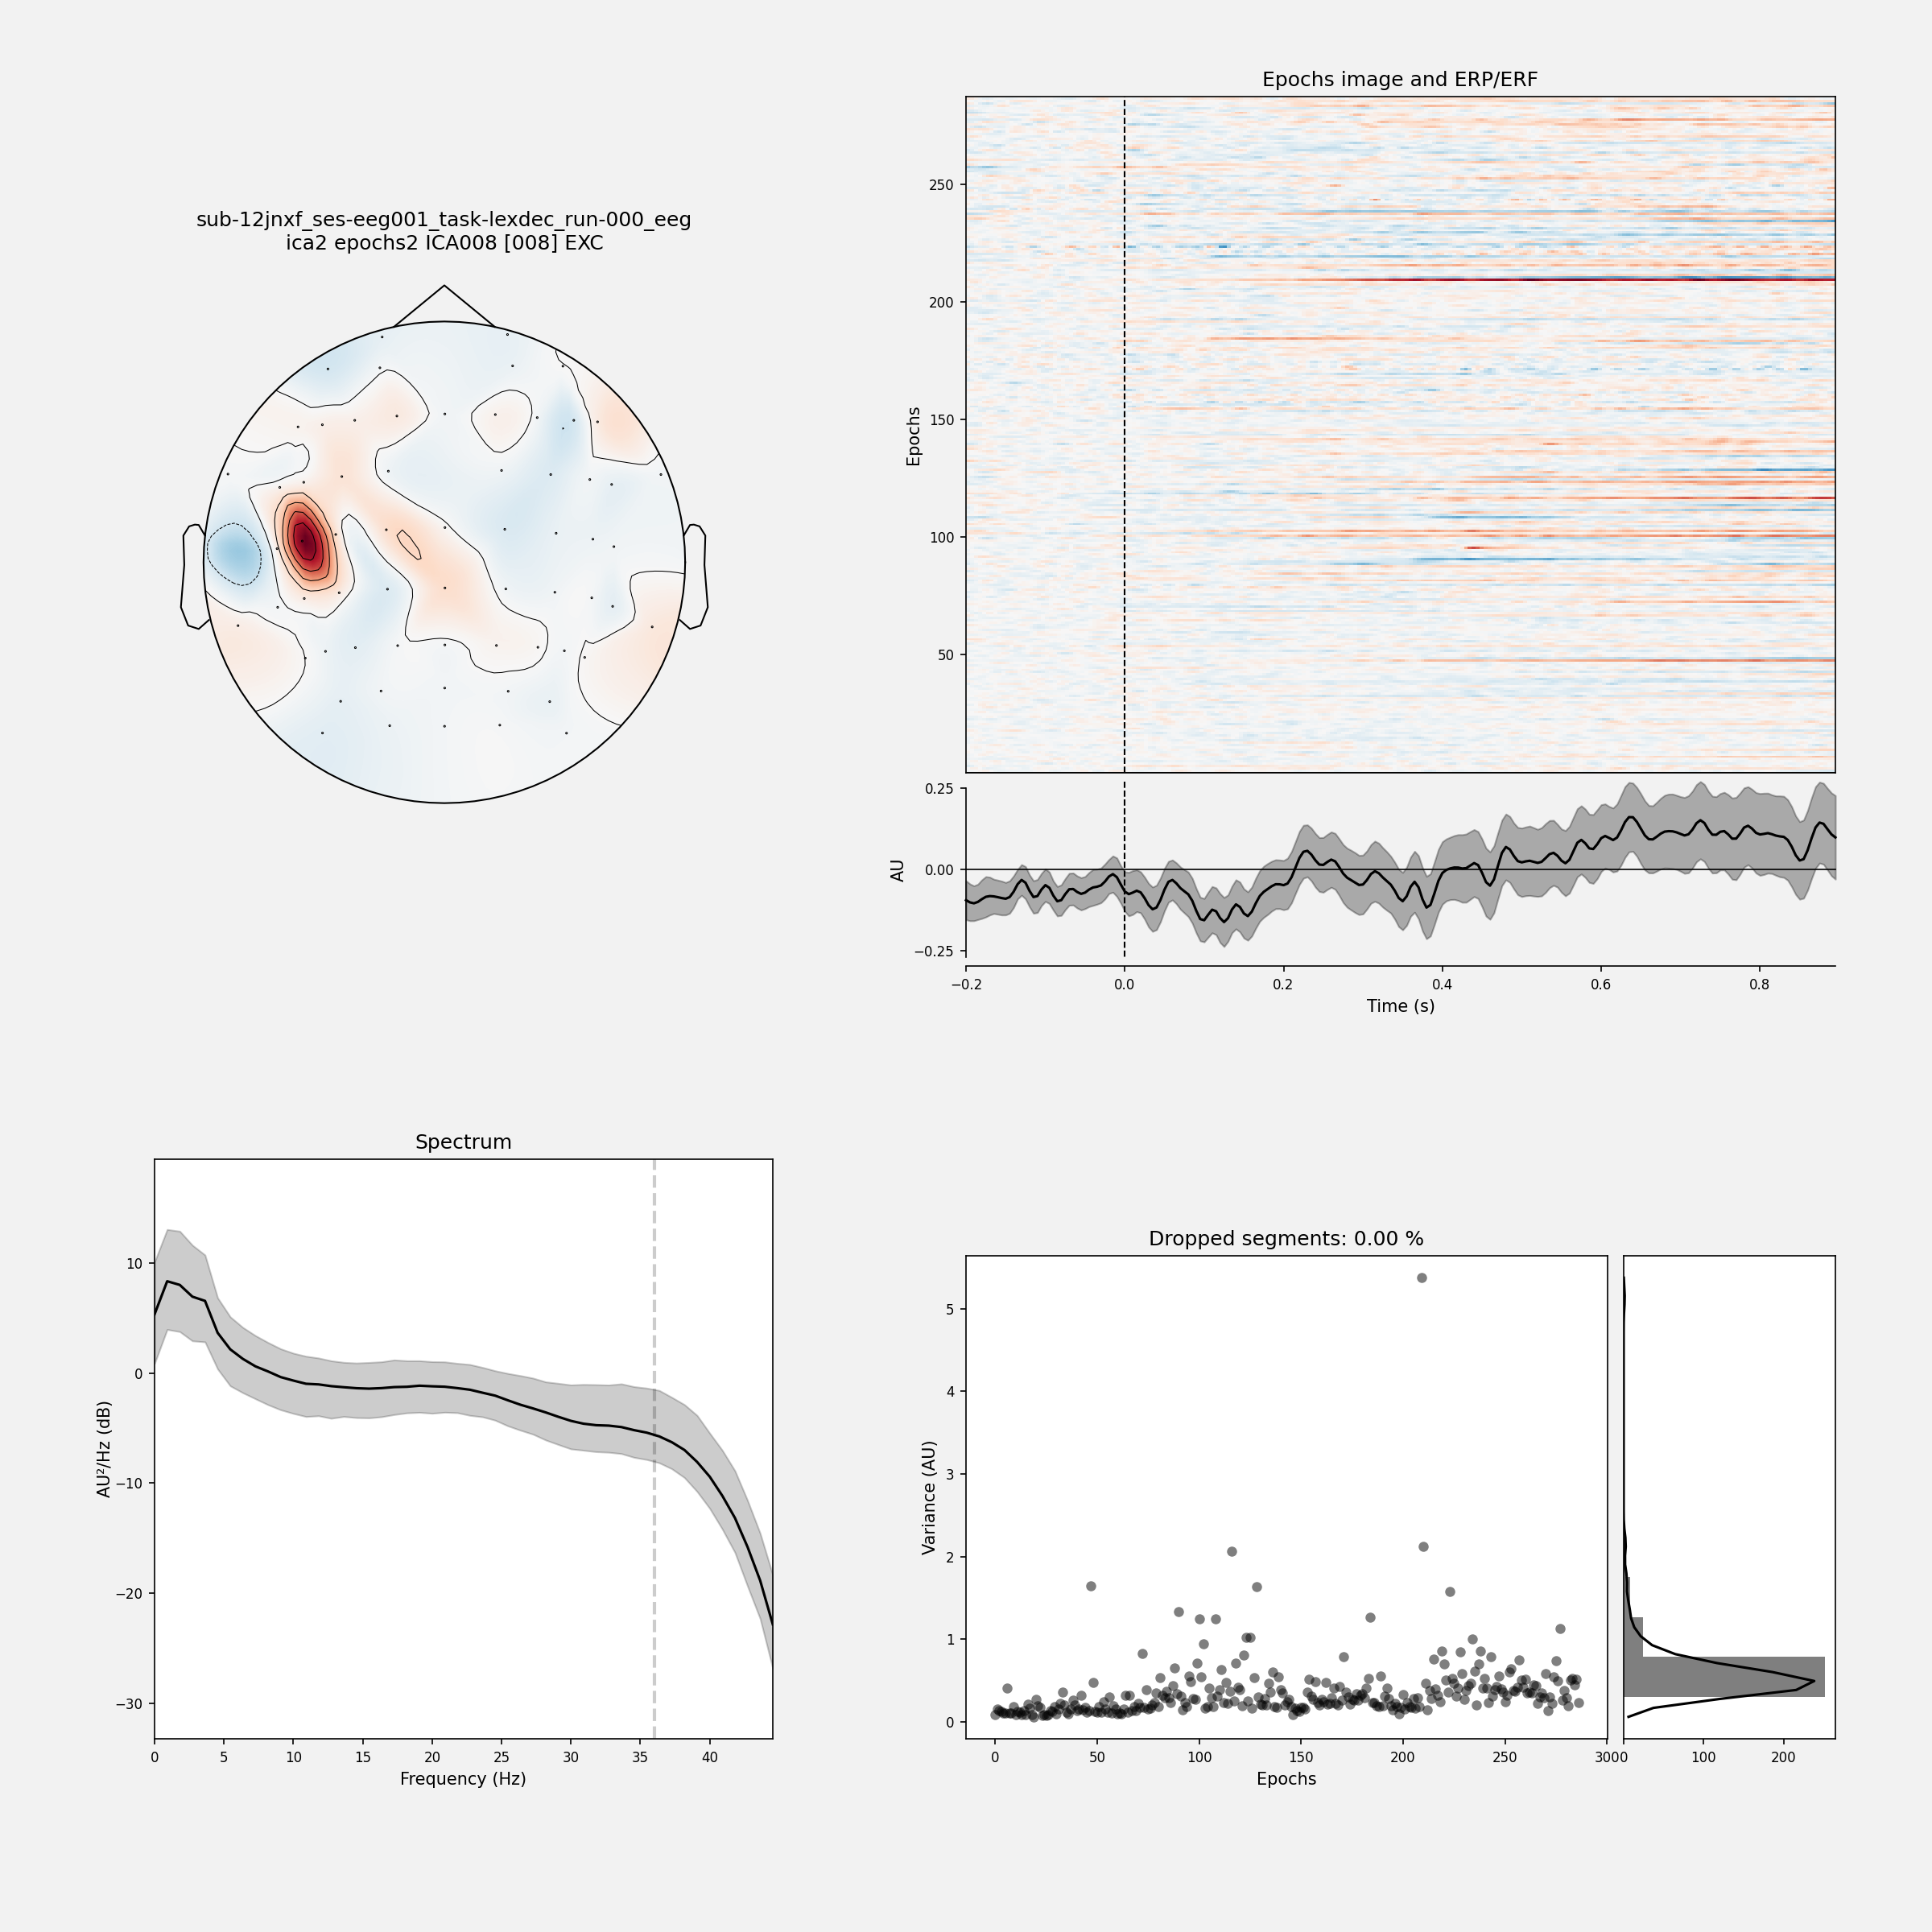 sub-12jnxf_ses-eeg001_task-lexdec_run-000_eeg
ica2 epochs2 ICA008 [008] EXC
Epochs image and ERP/ERF
Epochs
250
200
150
100
50
AU
0.25
0.00
−0.25
−0.2 0.0 0.2 0.4 0.6 0.8
Time (s)
Spectrum
AU²/Hz (dB)
10
0
−10
−20
−30
0 5 10 15 20 25 30 35 40
Frequency (Hz)
Dropped segments: 0.00 %
Variance (AU)
5
4
3
2
1
0
0 50 100 150 200 250 300
Epochs
0 100 200